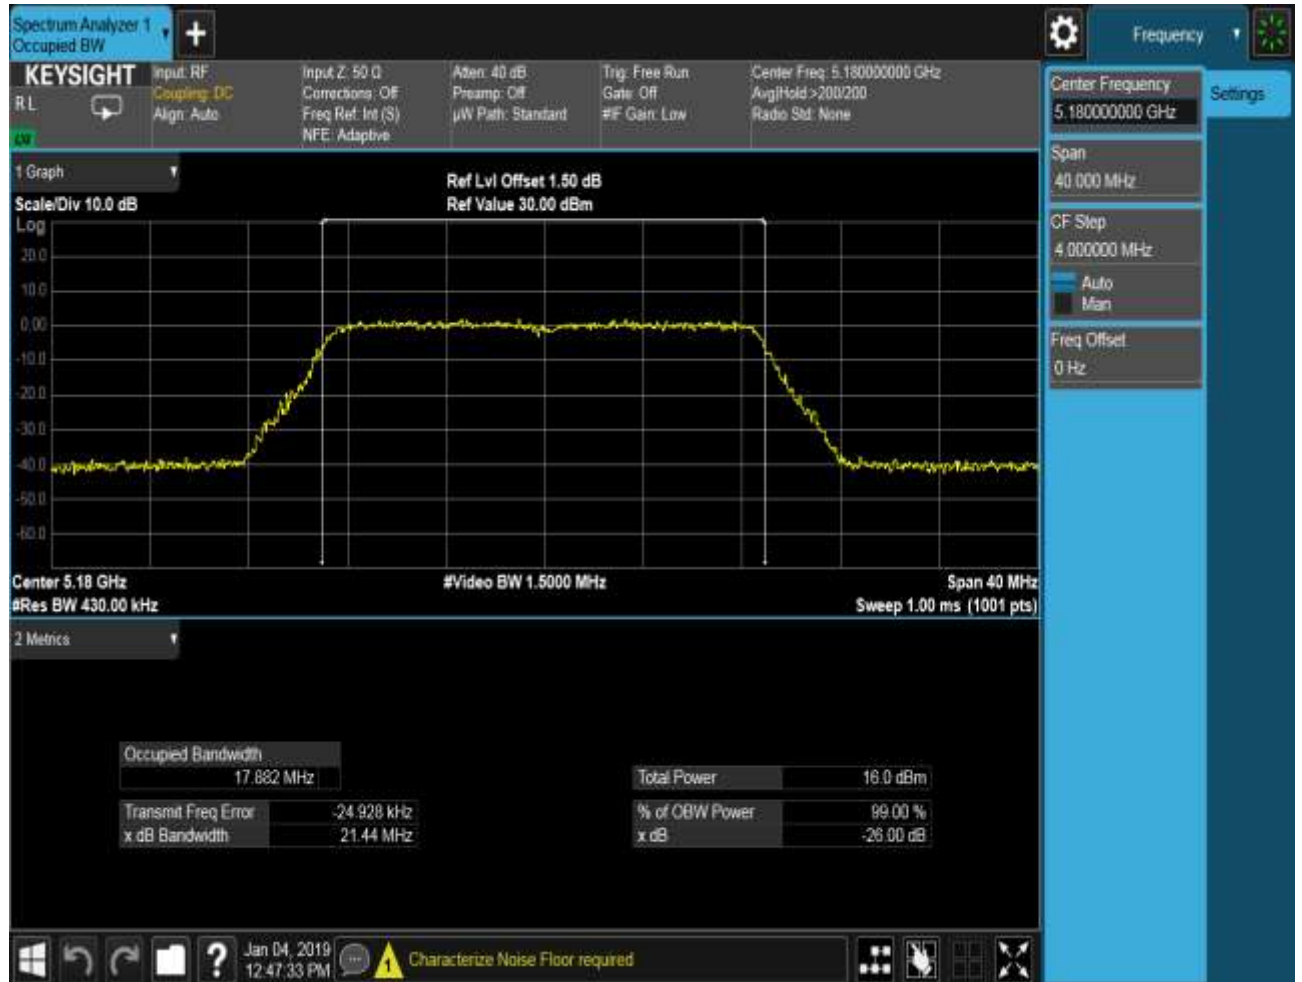 Spectrum Analyzer 1
Occupied BW
+
Frequency
KEYSIGHT
RL
Input: RF
Coupling: DC
Align: Auto
Input Z: 50 Ω
Corrections: Off
Freq Ref: Int (S)
NFE: Adaptive
Atten: 40 dB
Preamp: Off
µW Path: Standard
Trig: Free Run
Gate: Off
#IF Gain: Low
Center Freq: 5.180000000 GHz
Avg|Hold:>200/200
Radio Std: None
Center Frequency
5.180000000 GHz
Settings
Span
40.000 MHz
CF Step
4.000000 MHz
Auto
Man
Freq Offset
0 Hz
1 Graph
Ref Lvl Offset 1.50 dB
Scale/Div 10.0 dB
Ref Value 30.00 dBm
Log
20.0
10.0
0.00
-10.0
-20.0
-30.0
-40.0
-50.0
-60.0
Center 5.18 GHz
#Video BW 1.5000 MHz
Span 40 MHz
#Res BW 430.00 kHz
Sweep 1.00 ms (1001 pts)
2 Metrics
Occupied Bandwidth
17.882 MHz
Total Power 16.0 dBm
Transmit Freq Error -24.928 kHz
% of OBW Power 99.00 %
x dB Bandwidth 21.44 MHz
x dB -26.00 dB
?
Jan 04, 2019
12:47:33 PM
1
Characterize Noise Floor required